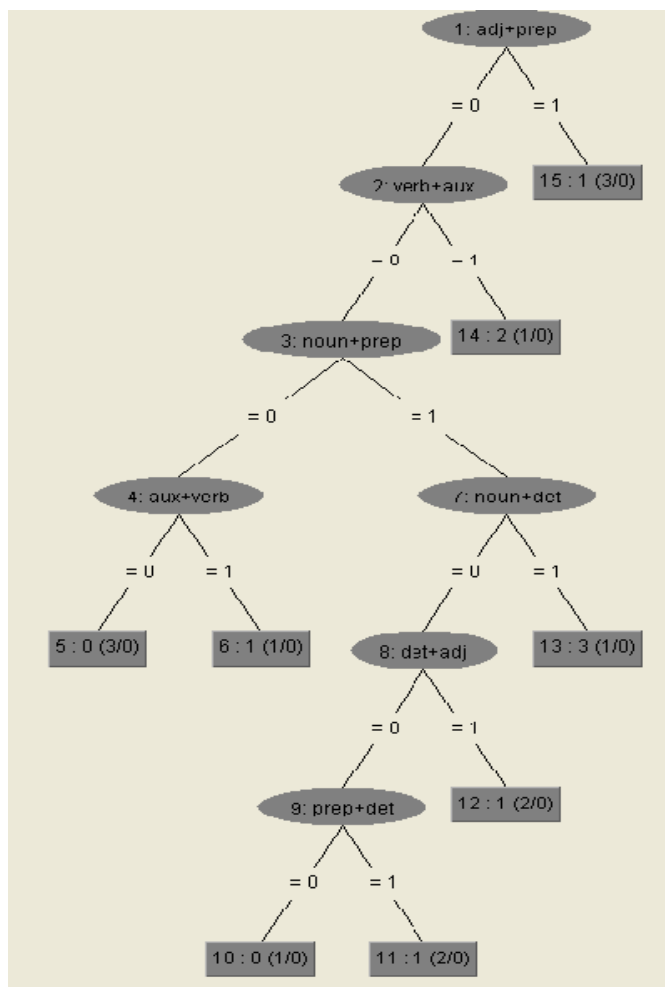 1: adj+prep
= 0
= 1
2: verb+aux
15 : 1 (3/0)
= 0
= 1
3: noun+prep
14 : 2 (1/0)
= 0
= 1
4: aux+verb
7: noun+det
= 0
= 1
= 0
= 1
5 : 0 (3/0)
6 : 1 (1/0)
8: det+adj
13 : 3 (1/0)
= 0
= 1
9: prep+det
12 : 1 (2/0)
= 0
= 1
10 : 0 (1/0)
11 : 1 (2/0)